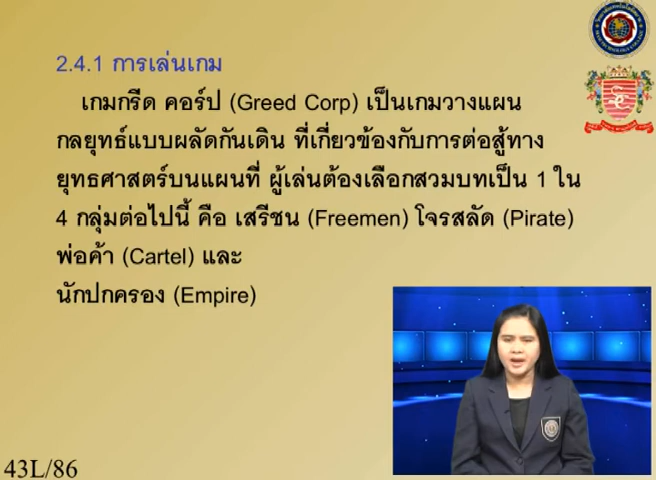 2.4.1 การเล่นเกม
เกมกรีด คอร์ป (Greed Corp) เป็นเกมวางแผน
กลยุทธ์แบบผลัดกันเดิน ที่เกี่ยวข้องกับการต่อสู้ทาง
ยุทธศาสตร์บนแผนที่ ผู้เล่นต้องเลือกสวมบทเป็น 1 ใน
4 กลุ่มต่อไปนี้ คือ เสรีชน (Freemen) โจรสลัด (Pirate)
พ่อค้า (Cartel) และ
นักปกครอง (Empire)
43L/86